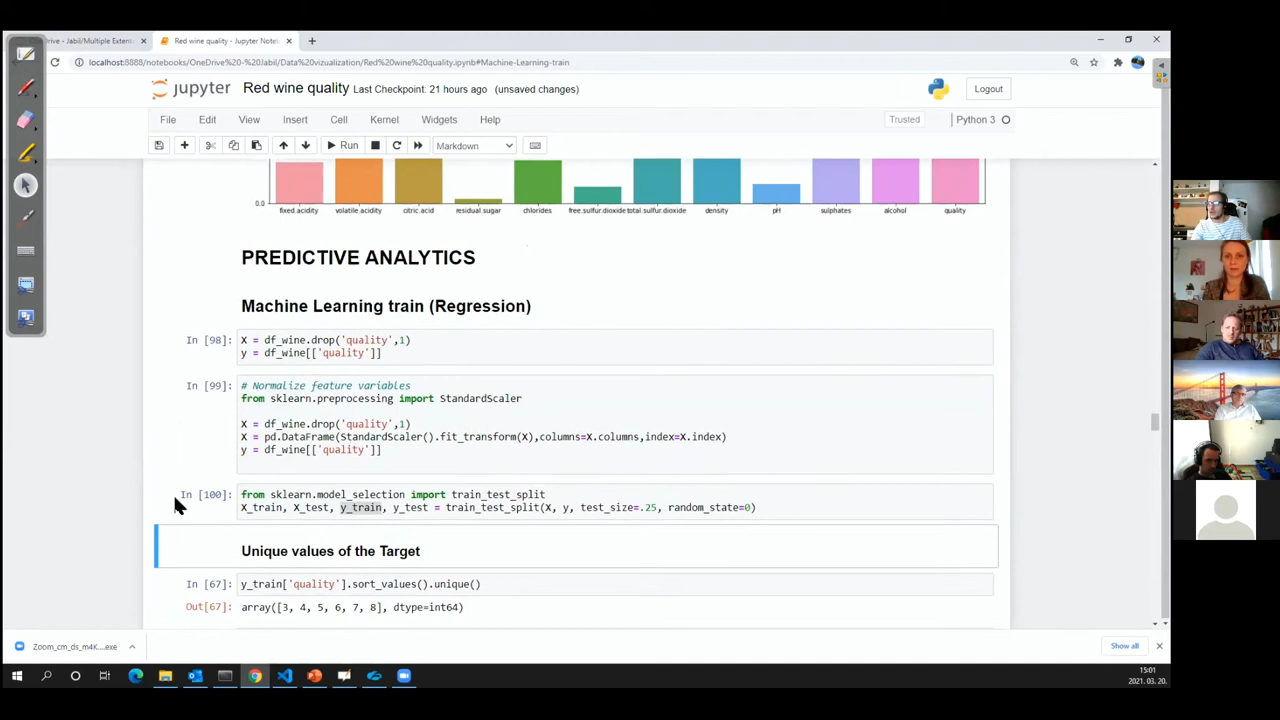 Drive - Jabil/Multiple Extent
Red wine quality - Jupyter Note
localhost:8888/notebooks/OneDrive%20-%20Jabil/Data%20vizualization/Red%20wine%20quality.ipynb#Machine-Learning-train
jupyter Red wine quality Last Checkpoint: 21 hours ago (unsaved changes) Logout
File Edit View Insert Cell Kernel Widgets Help Trusted Python 3
Run Markdown
0.0
fixed.acidity volatile.acidity citric.acid residual.sugar chlorides free.sulfur.dioxide total.sulfur.dioxide density pH sulphates alcohol quality
PREDICTIVE ANALYTICS
Machine Learning train (Regression)
In [98]: X = df_wine.drop('quality',1)
y = df_wine[['quality']]
In [99]: # Normalize feature variables
from sklearn.preprocessing import StandardScaler
X = df_wine.drop('quality',1)
X = pd.DataFrame(StandardScaler().fit_transform(X),columns=X.columns,index=X.index)
y = df_wine[['quality']]
In [100]: from sklearn.model_selection import train_test_split
X_train, X_test, y_train, y_test = train_test_split(X, y, test_size=.25, random_state=0)
Unique values of the Target
In [67]: y_train['quality'].sort_values().unique()
Out[67]: array([3, 4, 5, 6, 7, 8], dtype=int64)
Zoom_cm_ds_m4K....exe
Show all
15:01
2021. 03. 20.